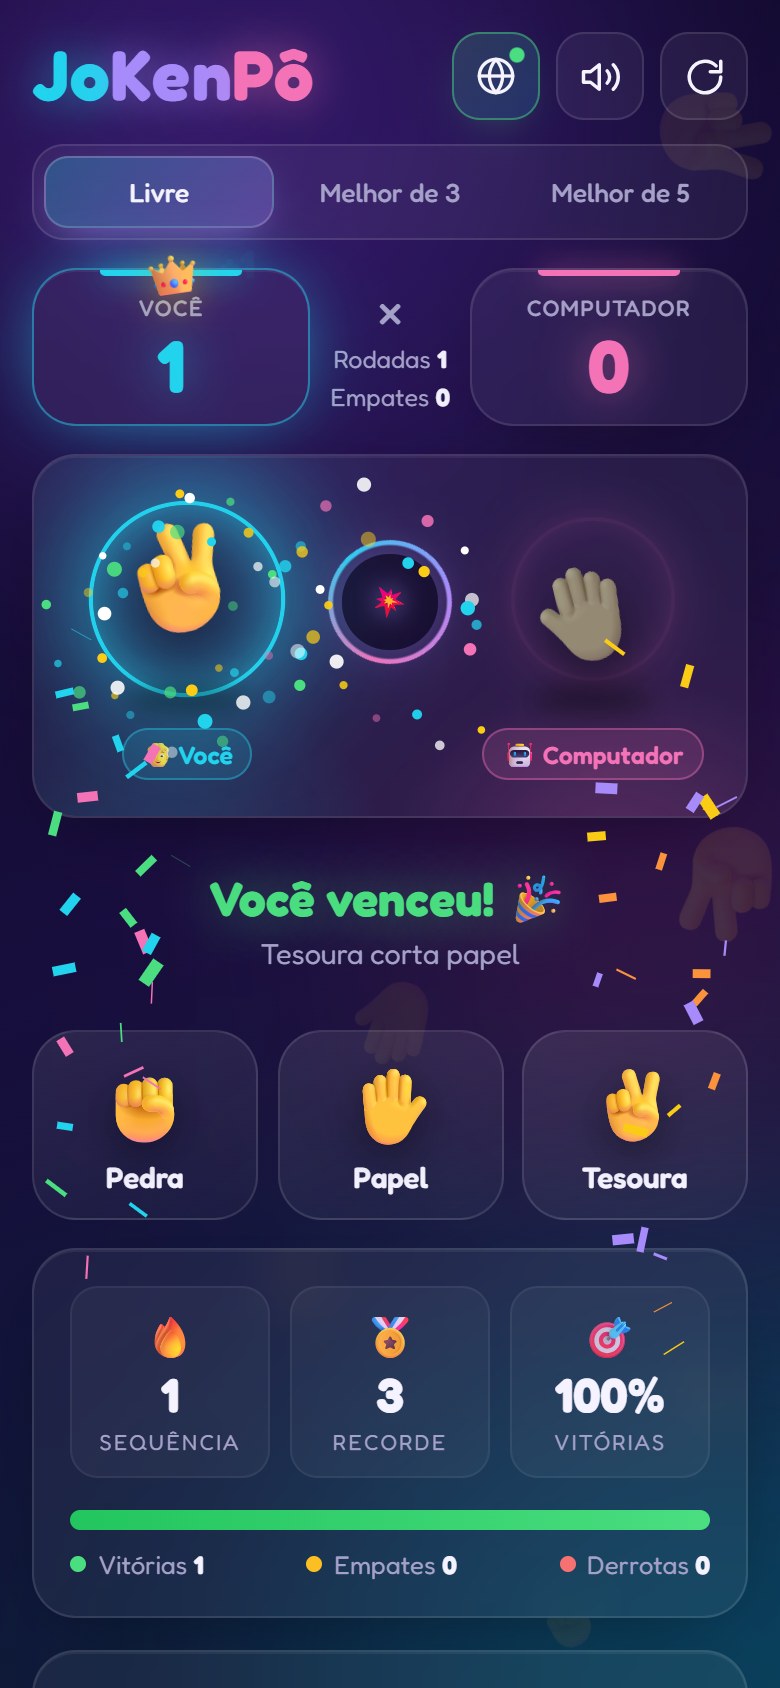 JoKenPô
Livre
Melhor de 3
Melhor de 5
VOCÊ
1
Rodadas 1
Empates 0
COMPUTADOR
0
Você
Computador
Você venceu!
Tesoura corta papel
Pedra
Papel
Tesoura
1
SEQUÊNCIA
3
RECORDE
100%
VITÓRIAS
Vitórias 1
Empates 0
Derrotas 0